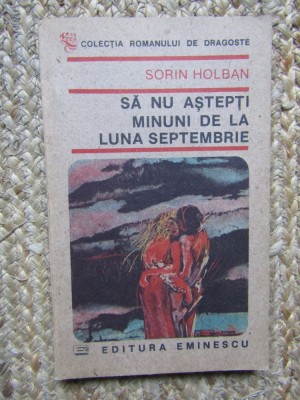 COLECȚIA ROMANULUI DE DRAGOSTE
SORIN HOLBAN
SĂ NU AȘTEPȚI
MINUNI DE LA
LUNA SEPTEMBRIE
EDITURA EMINESCU